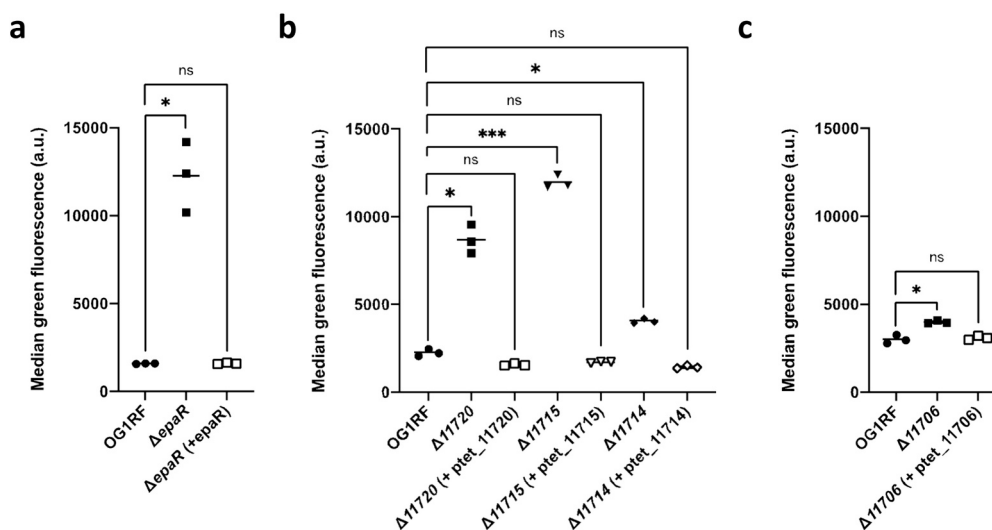 a
ns
*
Median green fluorescence (a.u.)
15000
10000
5000
0
OG1RF
ΔepaR
ΔepaR (+epaR)
b
ns
*
ns
***
ns
*
Median green fluorescence (a.u.)
15000
10000
5000
0
OG1RF
Δ11720
Δ11720 (+ ptet_11720)
Δ11715
Δ11715 (+ ptet_11715)
Δ11714
Δ11714 (+ ptet_11714)
c
ns
*
Median green fluorescence (a.u.)
15000
10000
5000
0
OG1RF
Δ11706
Δ11706 (+ ptet_11706)